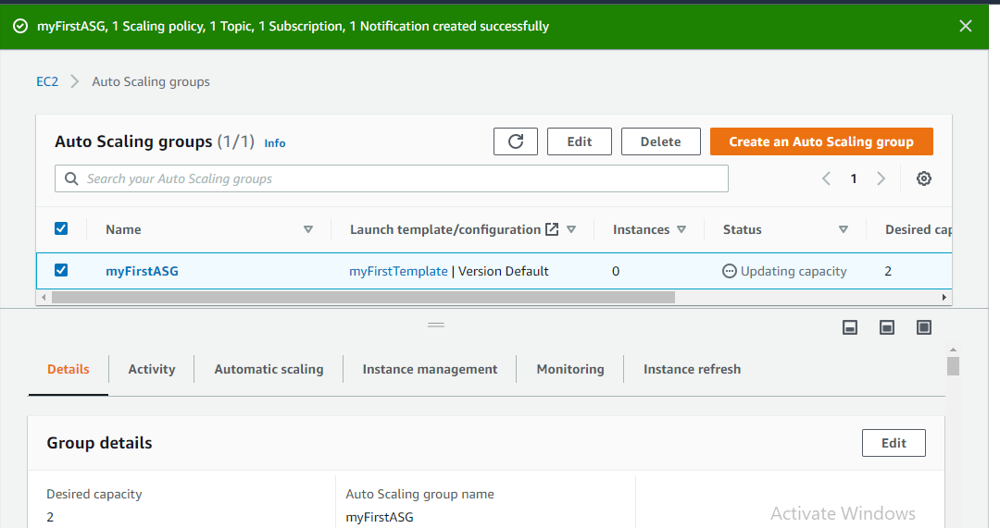 myFirstASG, 1 Scaling policy, 1 Topic, 1 Subscription, 1 Notification created successfully
EC2 Auto Scaling groups
Auto Scaling groups (1/1) Info Edit Delete Create an Auto Scaling group
Search your Auto Scaling groups 1
Name Launch template/configuration Instances Status Desired cap
myFirstASG myFirstTemplate | Version Default 0 Updating capacity 2
Details Activity Automatic scaling Instance management Monitoring Instance refresh
Group details Edit
Desired capacity Auto Scaling group name
2 myFirstASG
Activate Windows